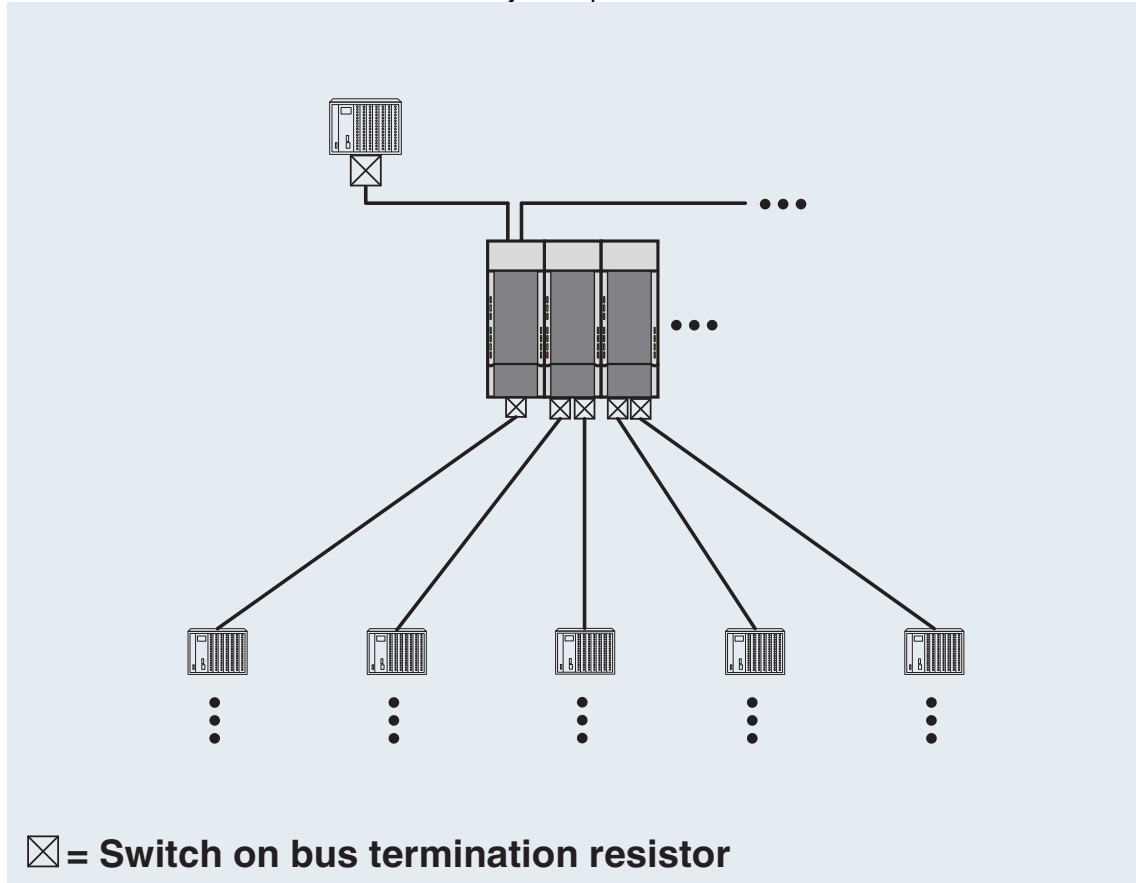 = Switch on bus termination resistor